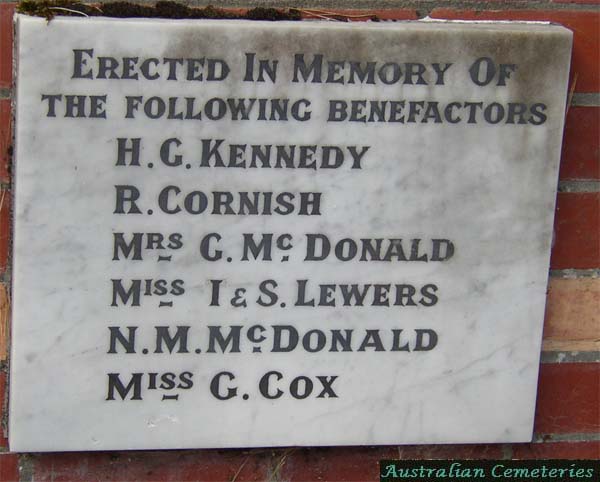 Erected In Memory Of
the following benefactors
H. G. Kennedy
R. Cornish
Mrs G. Mc Donald
Miss I & S. Lewers
N. M. McDonald
Miss G. Cox
Australian Cemeteries